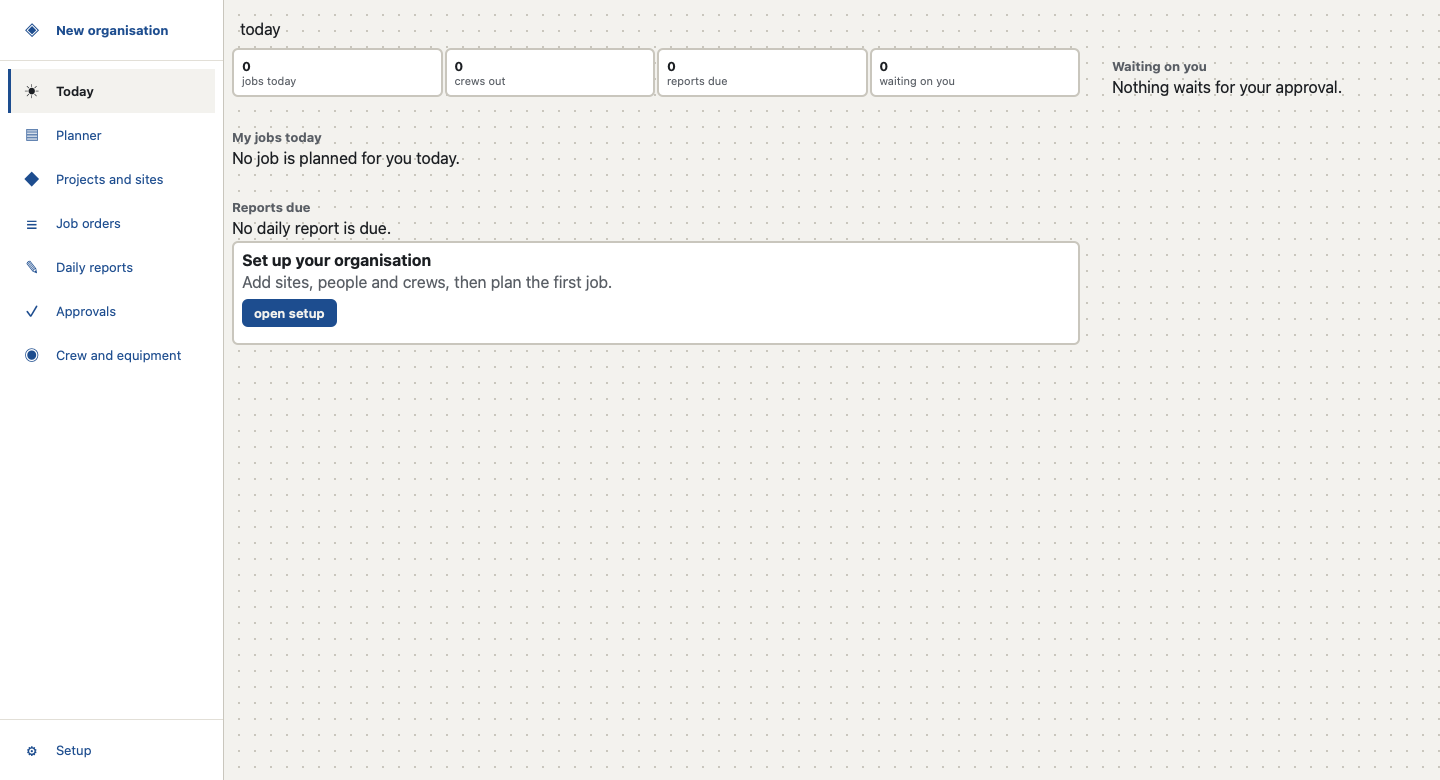 New organisation
Today
Planner
Projects and sites
Job orders
Daily reports
Approvals
Crew and equipment
Setup
today
0
jobs today
0
crews out
0
reports due
0
waiting on you
My jobs today
No job is planned for you today.
Reports due
No daily report is due.
Set up your organisation
Add sites, people and crews, then plan the first job.
open setup
Waiting on you
Nothing waits for your approval.